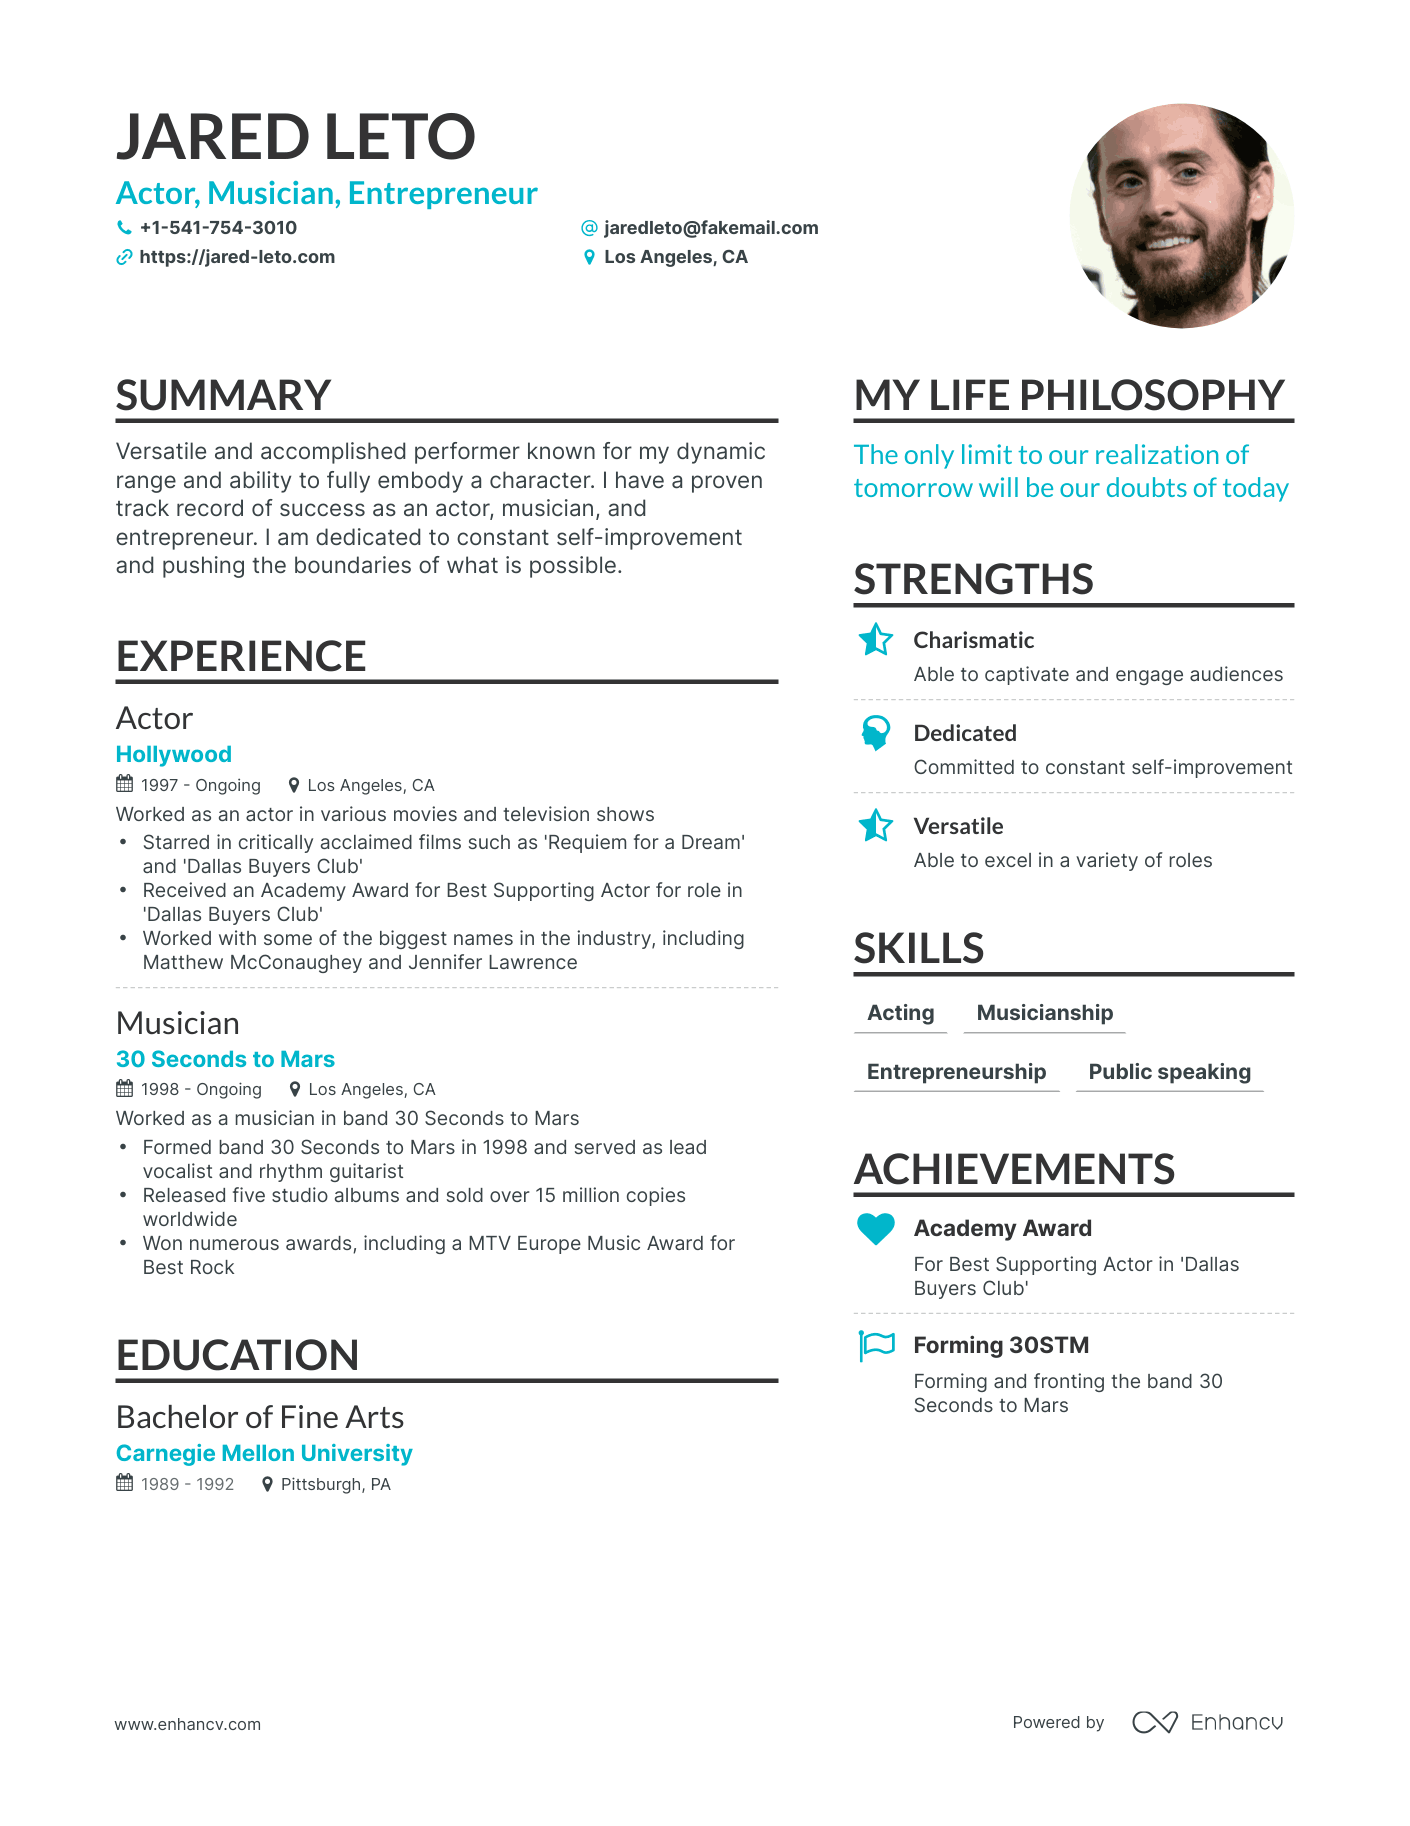 JARED LETO
Actor, Musician, Entrepreneur
+1-541-754-3010
jaredleto@fakemail.com
https://jared-leto.com
Los Angeles, CA
SUMMARY
Versatile and accomplished performer known for my dynamic
range and ability to fully embody a character. I have a proven
track record of success as an actor, musician, and
entrepreneur. I am dedicated to constant self-improvement
and pushing the boundaries of what is possible.
EXPERIENCE
Actor
Hollywood
1997 - Ongoing
Los Angeles, CA
Worked as an actor in various movies and television shows
• Starred in critically acclaimed films such as 'Requiem for a Dream'
and 'Dallas Buyers Club'
• Received an Academy Award for Best Supporting Actor for role in
'Dallas Buyers Club'
• Worked with some of the biggest names in the industry, including
Matthew McConaughey and Jennifer Lawrence
Musician
30 Seconds to Mars
1998 - Ongoing
Los Angeles, CA
Worked as a musician in band 30 Seconds to Mars
• Formed band 30 Seconds to Mars in 1998 and served as lead
vocalist and rhythm guitarist
• Released five studio albums and sold over 15 million copies
worldwide
• Won numerous awards, including a MTV Europe Music Award for
Best Rock
EDUCATION
Bachelor of Fine Arts
Carnegie Mellon University
1989 - 1992
Pittsburgh, PA
MY LIFE PHILOSOPHY
The only limit to our realization of
tomorrow will be our doubts of today
STRENGTHS
Charismatic
Able to captivate and engage audiences
Dedicated
Committed to constant self-improvement
Versatile
Able to excel in a variety of roles
SKILLS
Acting
Musicianship
Entrepreneurship
Public speaking
ACHIEVEMENTS
Academy Award
For Best Supporting Actor in 'Dallas
Buyers Club'
Forming 30STM
Forming and fronting the band 30
Seconds to Mars
www.enhancv.com
Powered by
Enhancv